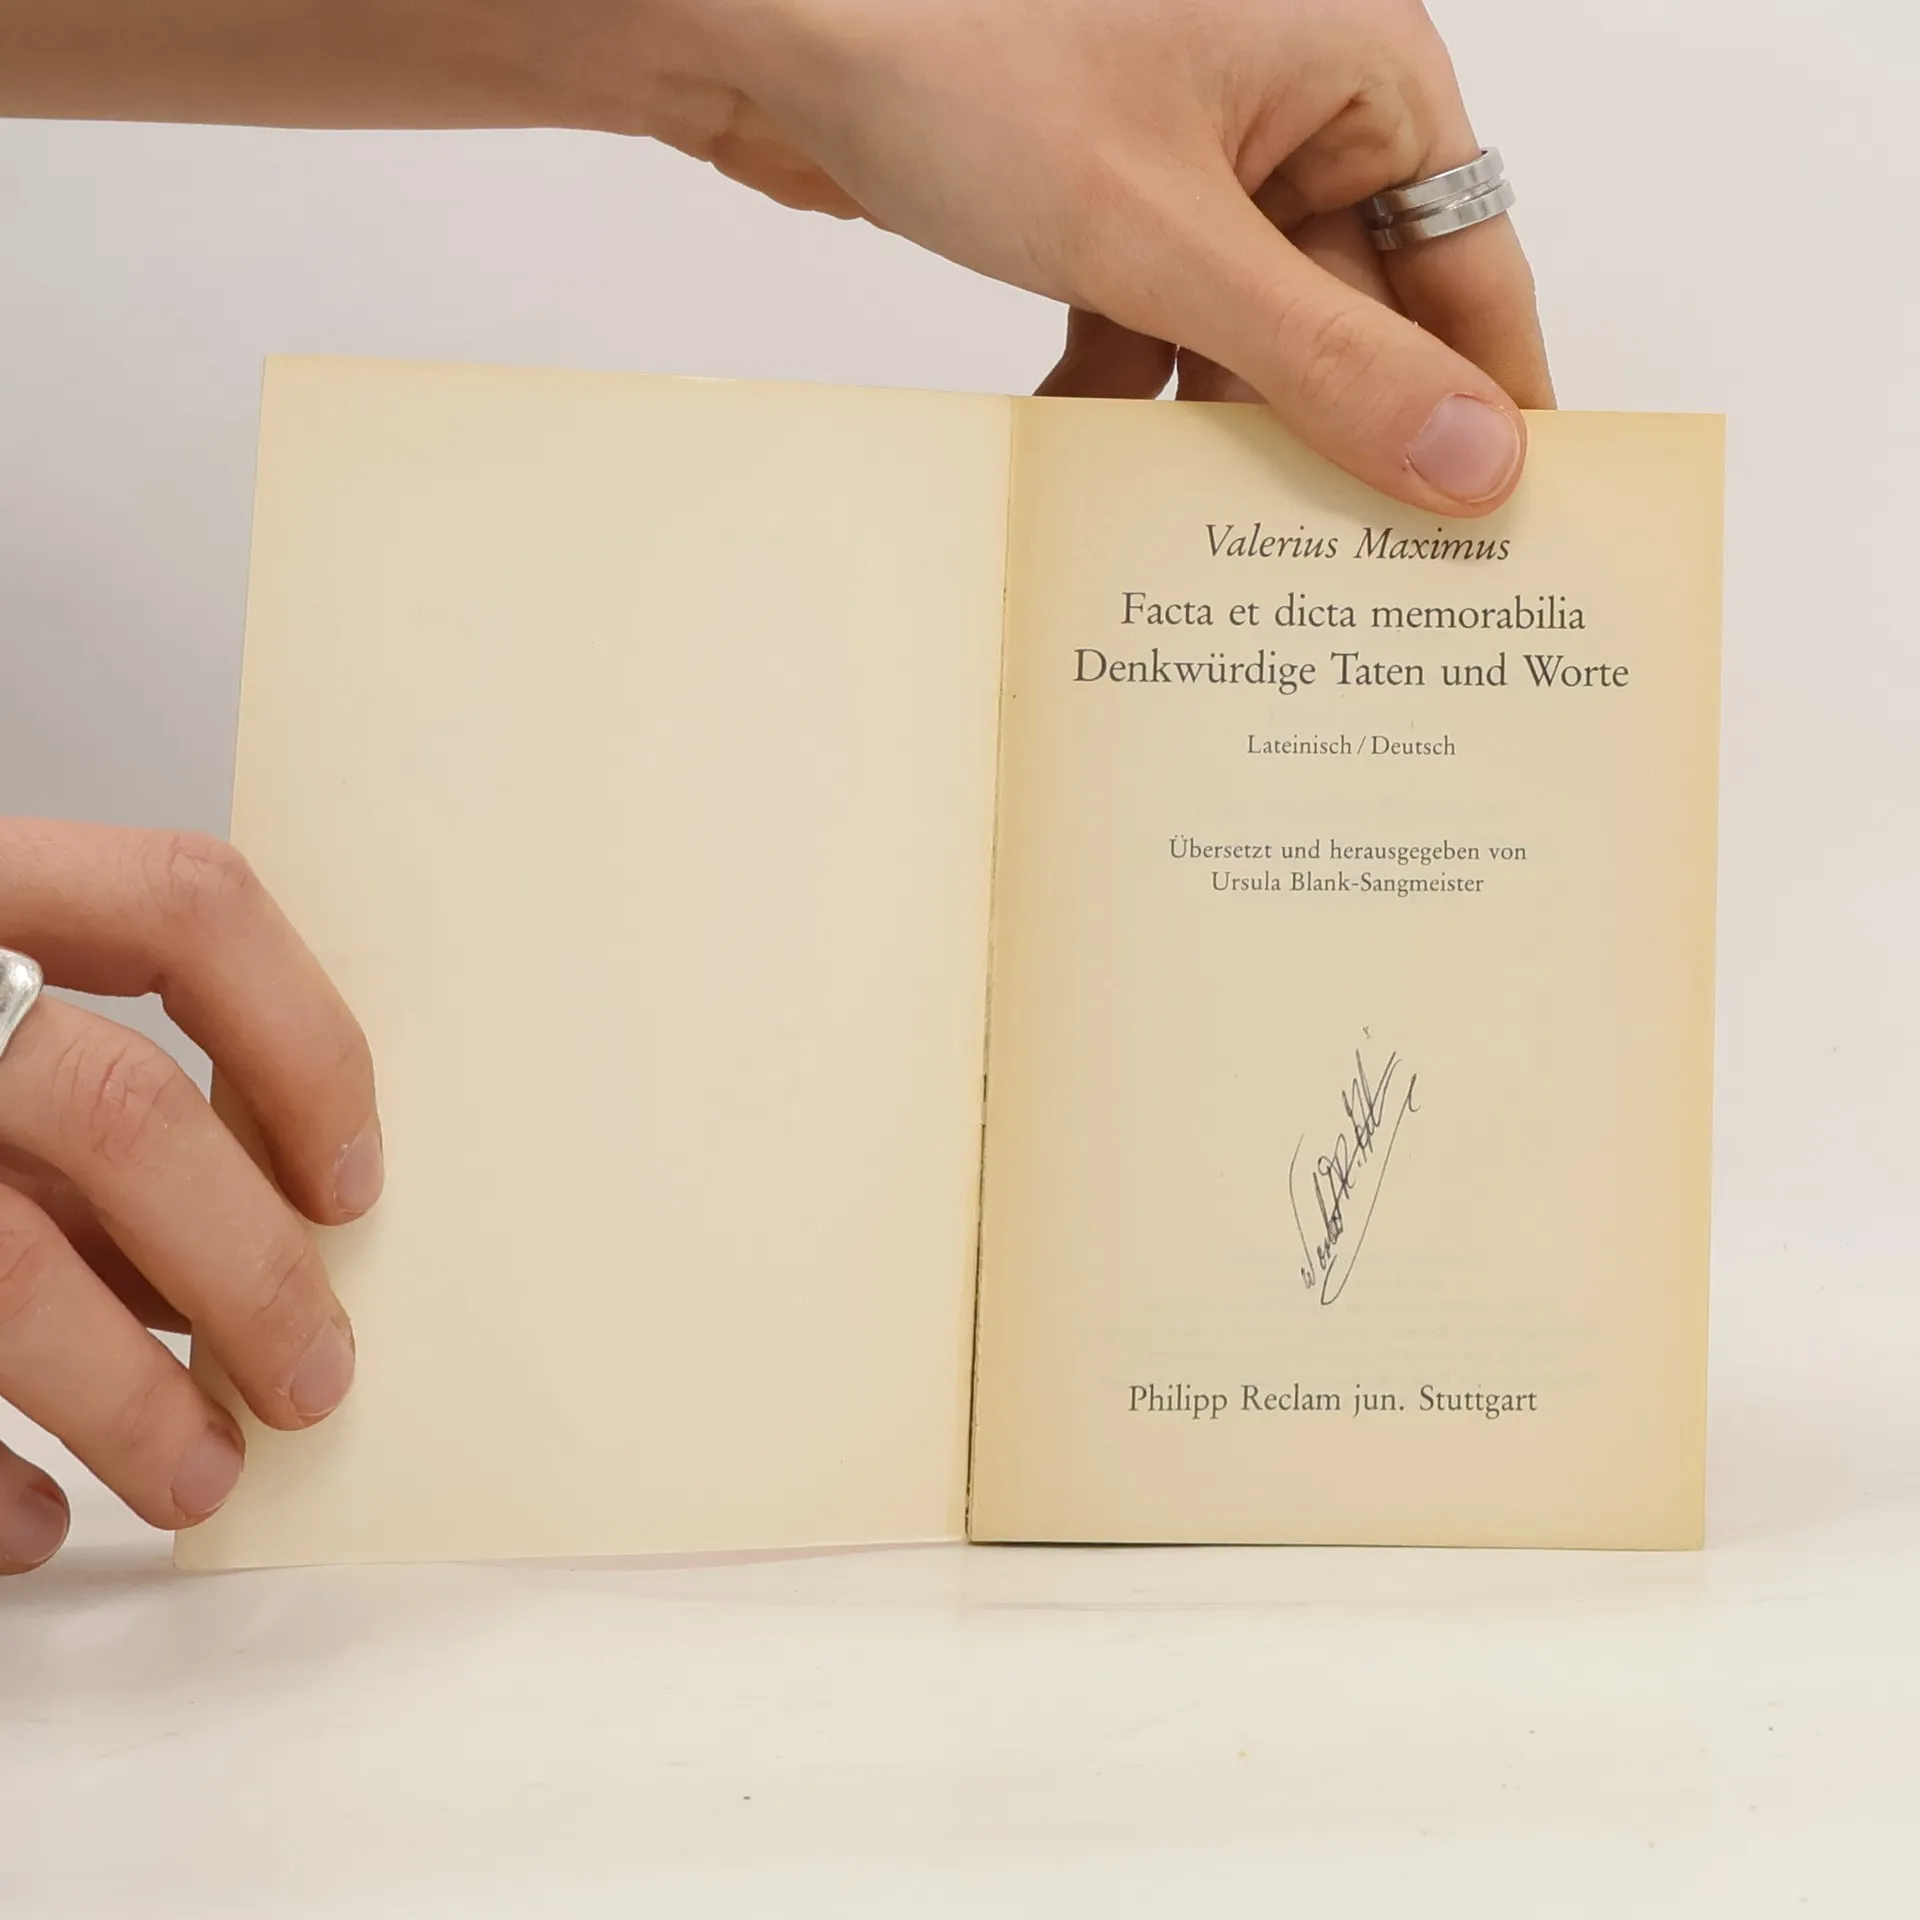 Valerius Maximus
Facta et dicta memorabilia
Denkwürdige Taten und Worte
Lateinisch / Deutsch
Übersetzt und herausgegeben von
Ursula Blank-Sangmeister
Philipp Reclam jun. Stuttgart